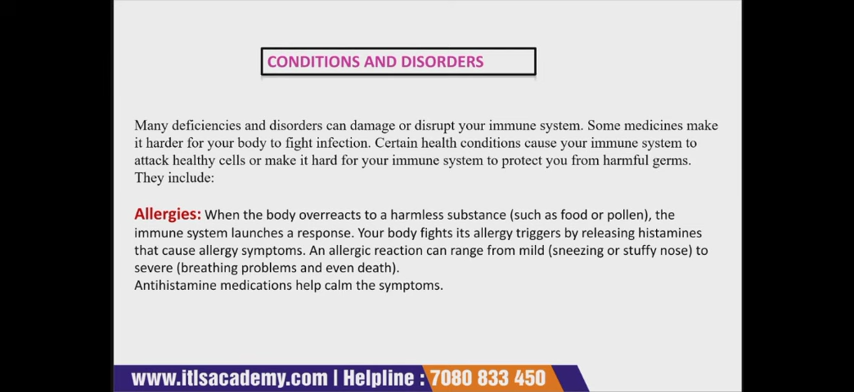 CONDITIONS AND DISORDERS
Many deficiencies and disorders can damage or disrupt your immune system. Some medicines make
it harder for your body to fight infection. Certain health conditions cause your immune system to
attack healthy cells or make it hard for your immune system to protect you from harmful germs.
They include:
Allergies: When the body overreacts to a harmless substance (such as food or pollen), the
immune system launches a response. Your body fights its allergy triggers by releasing histamines
that cause allergy symptoms. An allergic reaction can range from mild (sneezing or stuffy nose) to
severe (breathing problems and even death).
Antihistamine medications help calm the symptoms.
www.itlsacademy.com | Helpline : 7080 833 450